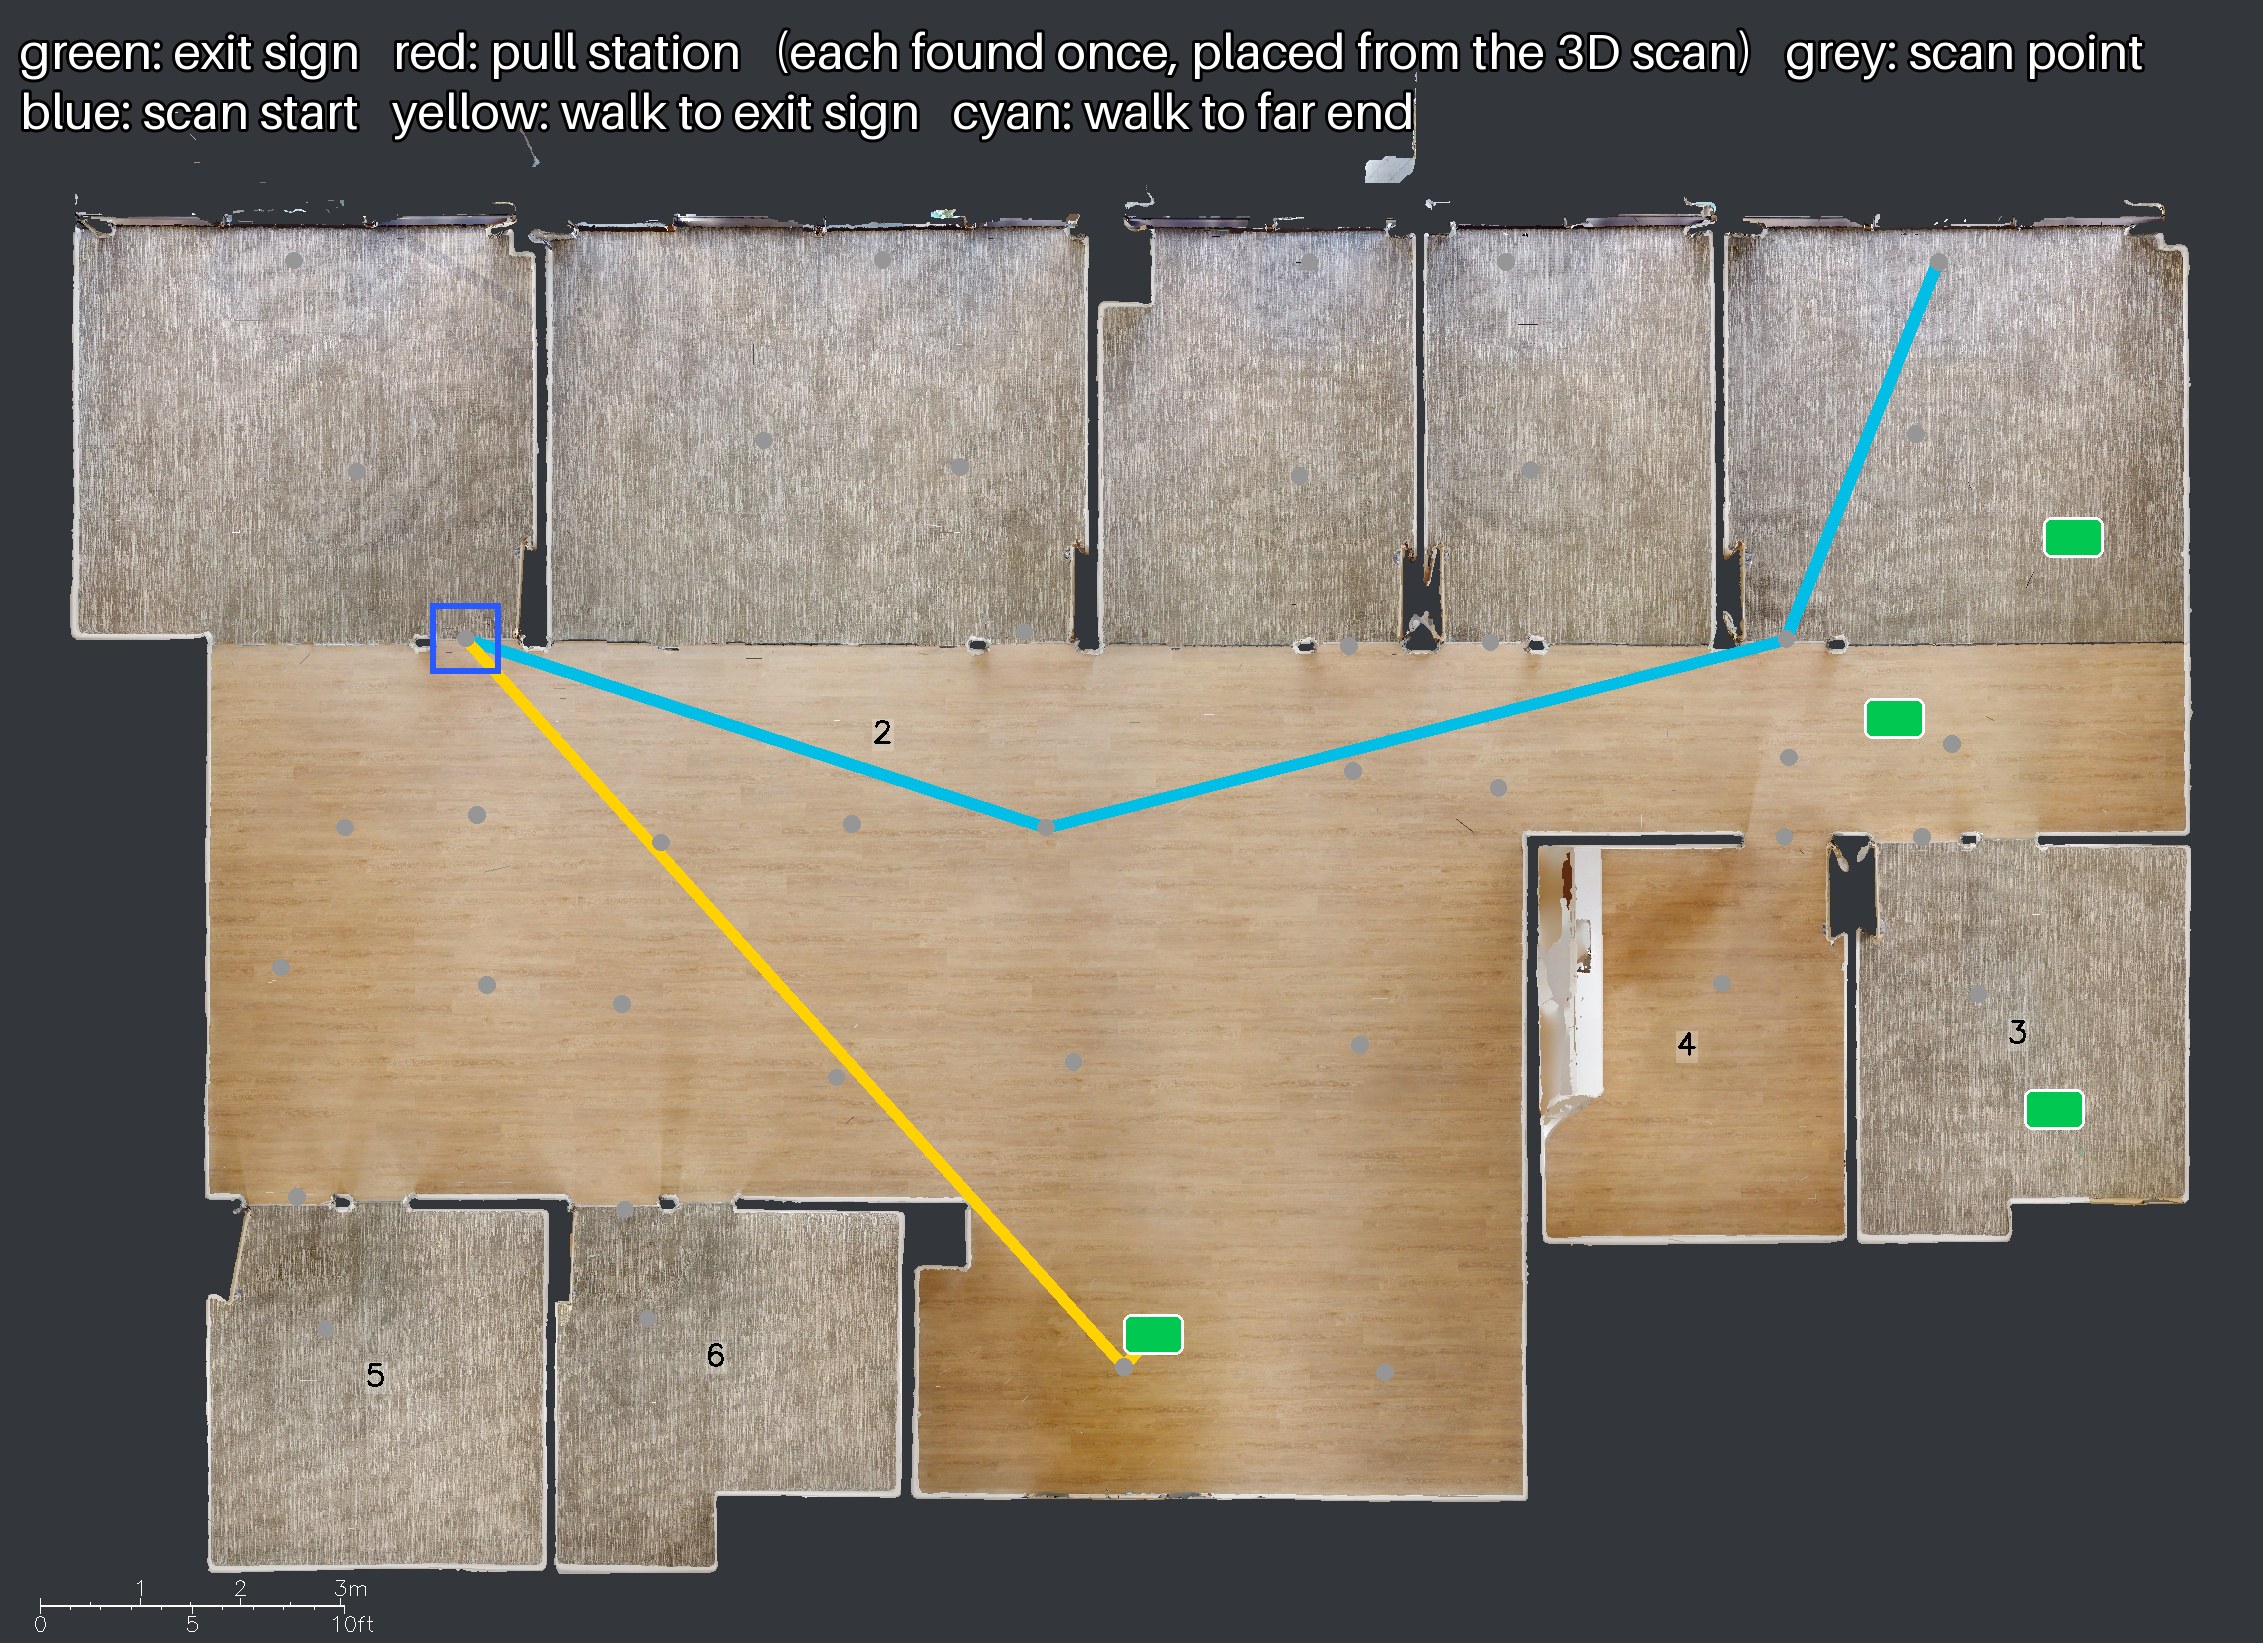 green: exit sign red: pull station (each found once, placed from the 3D scan) grey: scan point
blue: scan start yellow: walk to exit sign cyan: walk to far end
2
3
4
6
5
1 2 3m
0 5 10ft